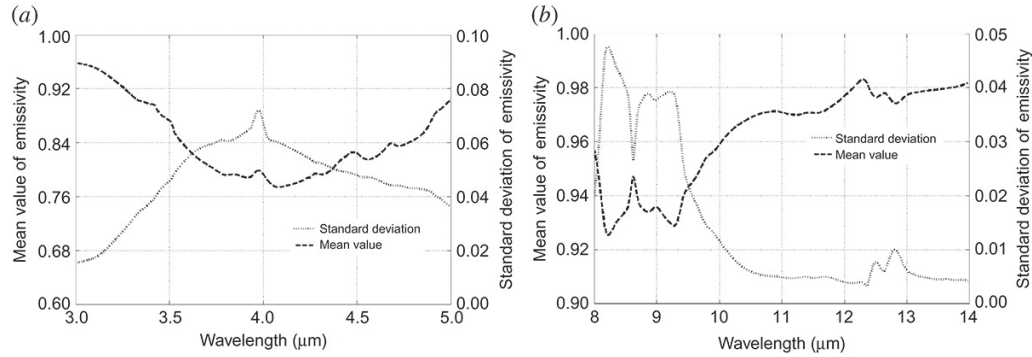 (a)
Mean value of emissivity
1.00
0.92
0.84
0.76
0.68
0.60
0.10
0.08
0.06
0.04
0.02
0.00
Standard deviation of emissivity
Standard deviation
Mean value
3.0 3.5 4.0 4.5 5.0
Wavelength (μm)
(b)
Mean value of emissivity
1.00
0.98
0.96
0.94
0.92
0.90
0.05
0.04
0.03
0.02
0.01
0.00
Standard deviation of emissivity
Standard deviation
Mean value
8 9 10 11 12 13 14
Wavelength (μm)